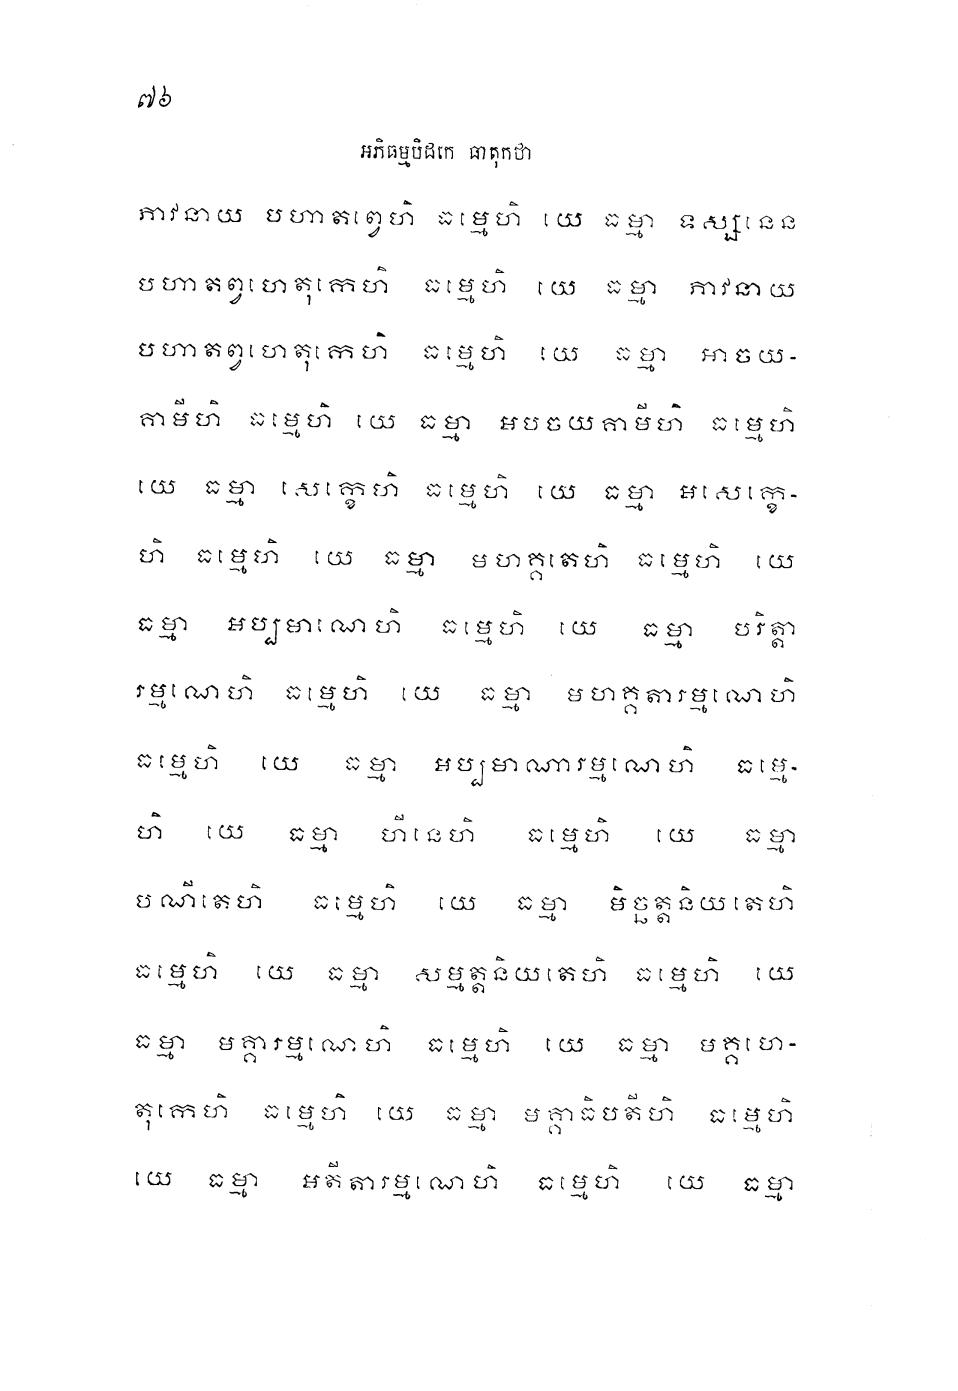 ៧៦
អភិធម្មបិដកេ ធាតុកថា
ភាវនាយ បហាតព្វេហិ ធម្មេហិ យេ ធម្មា ទស្សនេន
បហាតព្វហេតុកេហិ ធម្មេហិ យេ ធម្មា ភាវនាយ
បហាតព្វហេតុកេហិ ធម្មេហិ យេ ធម្មា អាចយ-
គាមីហិ ធម្មេហិ យេ ធម្មា អបចយគាមីហិ ធម្មេហិ
យេ ធម្មា សេក្ខេហិ ធម្មេហិ យេ ធម្មា អសេក្ខេ-
ហិ ធម្មេហិ យេ ធម្មា មហគ្គតេហិ ធម្មេហិ យេ
ធម្មា អប្បមាណេហិ ធម្មេហិ យេ ធម្មា បរិត្តា
រម្មណេហិ ធម្មេហិ យេ ធម្មា មហគ្គតារម្មណេហិ
ធម្មេហិ យេ ធម្មា អប្បមាណារម្មណេហិ ធម្មេ-
ហិ យេ ធម្មា ហីនេហិ ធម្មេហិ យេ ធម្មា
បណីតេហិ ធម្មេហិ យេ ធម្មា មិច្ឆត្តនិយតេហិ
ធម្មេហិ យេ ធម្មា សម្មត្តនិយតេហិ ធម្មេហិ យេ
ធម្មា មគ្គារម្មណេហិ ធម្មេហិ យេ ធម្មា មគ្គហេ-
តុកេហិ ធម្មេហិ យេ ធម្មា មគ្គាធិបតីហិ ធម្មេហិ
យេ ធម្មា អតីតារម្មណេហិ ធម្មេហិ យេ ធម្មា